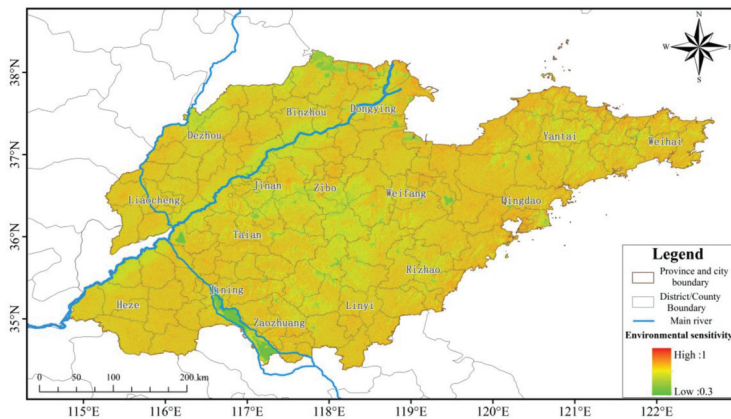 N
W
E
S
38°N
37°N
36°N
35°N
Dezhou
Binzhou
Dongying
Yantai
Weihai
Liaocheng
Jinan
Zibo
Weifang
Qingdao
Taian
Rizhao
Heze
Jining
Linyi
Zaozhuang
Legend
Province and city
boundary
District/County
Boundary
Main river
Environmental sensitivity
High :1
Low :0.3
0 50 100 200 km
115°E 116°E 117°E 118°E 119°E 120°E 121°E 122°E